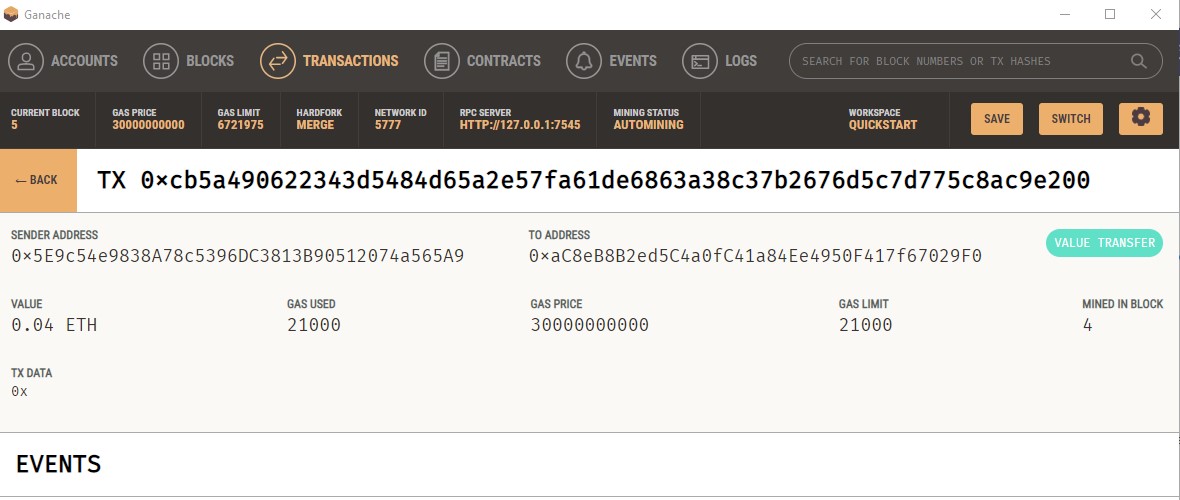 Ganache
ACCOUNTS BLOCKS TRANSACTIONS CONTRACTS EVENTS LOGS SEARCH FOR BLOCK NUMBERS OR TX HASHES
CURRENT BLOCK GAS PRICE GAS LIMIT HARDFORK NETWORK ID RPC SERVER MINING STATUS WORKSPACE
5 30000000000 6721975 MERGE 5777 HTTP://127.0.0.1:7545 AUTOMINING QUICKSTART SAVE SWITCH
← BACK TX 0×cb5a490622343d5484d65a2e57fa61de6863a38c37b2676d5c7d775c8ac9e200
SENDER ADDRESS TO ADDRESS
0×5E9c54e9838A78c5396DC3813B90512074a565A9 0×aC8eB8B2ed5C4a0fC41a84Ee4950F417f67029F0 VALUE TRANSFER
VALUE GAS USED GAS PRICE GAS LIMIT MINED IN BLOCK
0.04 ETH 21000 30000000000 21000 4
TX DATA
0x
EVENTS